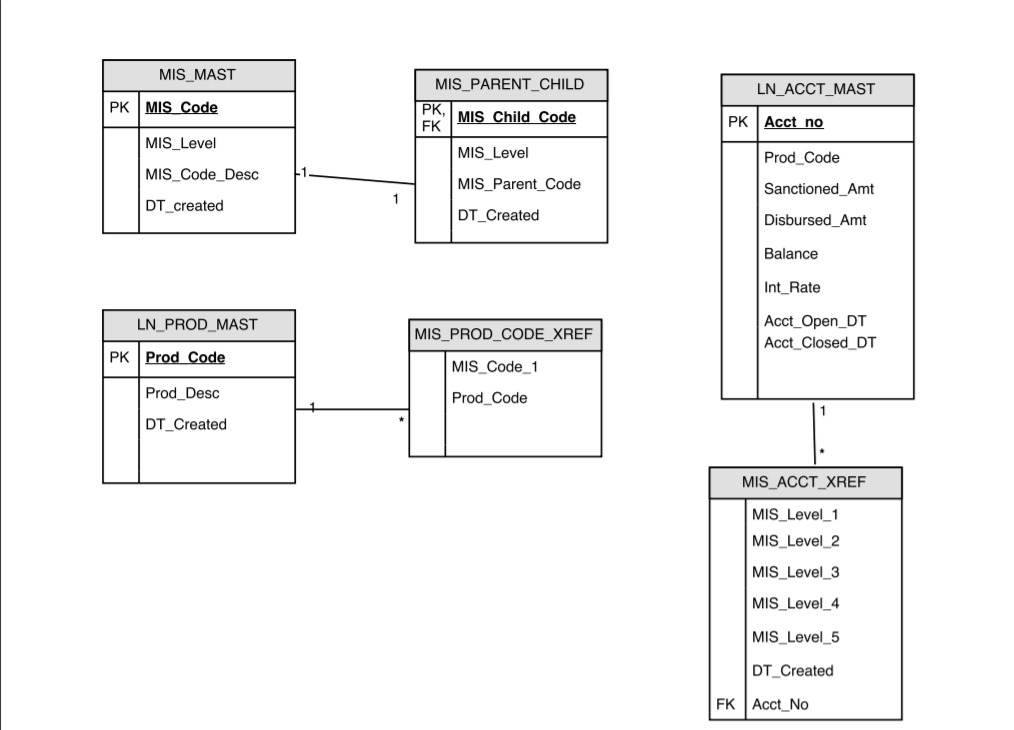 MIS_MAST
PK MIS_Code
MIS_Level
MIS_Code_Desc
DT_created
1
1
MIS_PARENT_CHILD
PK,
FK
MIS_Child_Code
MIS_Level
MIS_Parent_Code
DT_Created
LN_ACCT_MAST
PK Acct_no
Prod_Code
Sanctioned_Amt
Disbursed_Amt
Balance
Int_Rate
Acct_Open_DT
Acct_Closed_DT
LN_PROD_MAST
PK Prod_Code
Prod_Desc
DT_Created
1
*
MIS_PROD_CODE_XREF
MIS_Code_1
Prod_Code
1
*
MIS_ACCT_XREF
MIS_Level_1
MIS_Level_2
MIS_Level_3
MIS_Level_4
MIS_Level_5
DT_Created
FK Acct_No